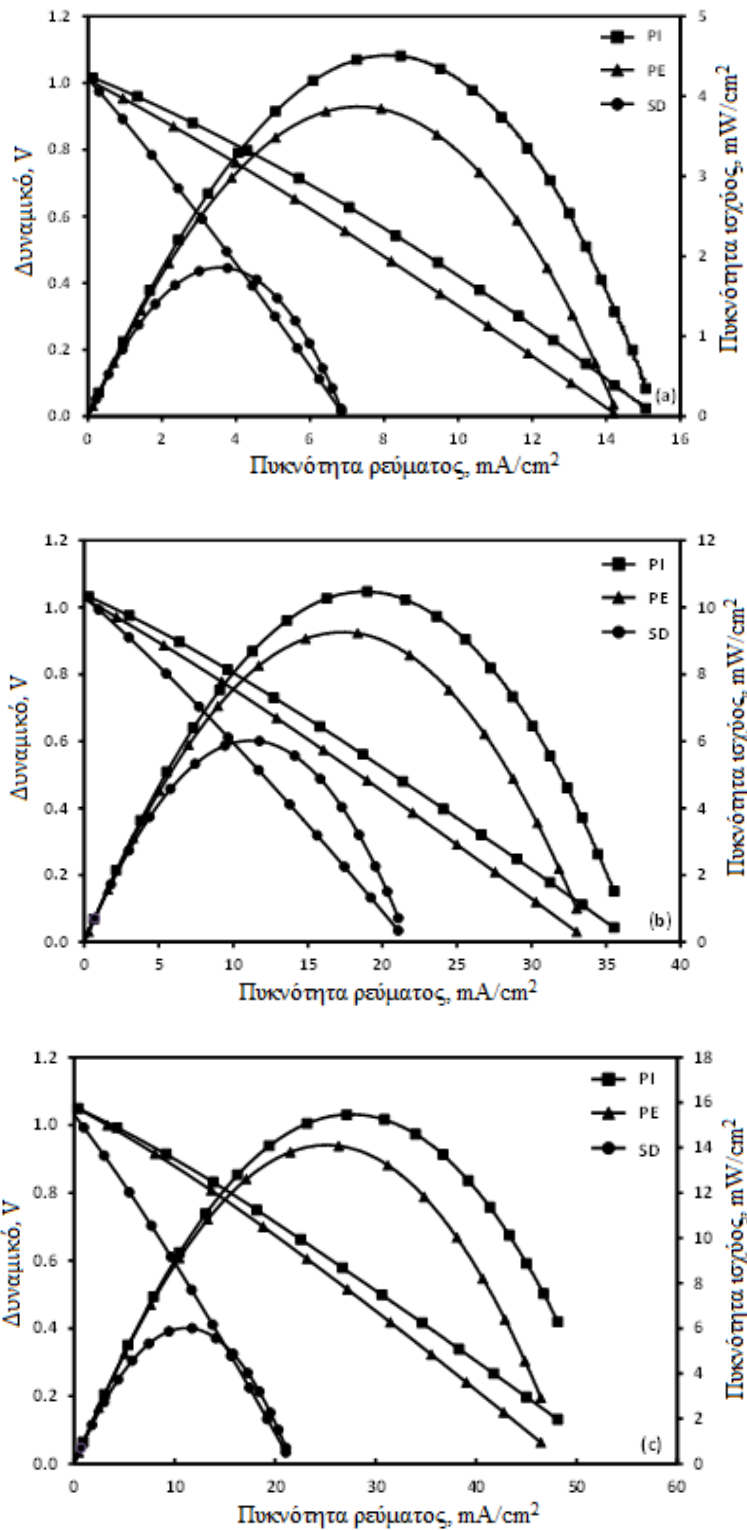 1.2
1.0
0.8
0.6
0.4
0.2
0.0
Δυναμικό, V
5
4
3
2
1
0
Πυκνότητα ισχύος, mW/cm²
PI
PE
SD
(a)
0 2 4 6 8 10 12 14 16
Πυκνότητα ρεύματος, mA/cm²
1.2
1.0
0.8
0.6
0.4
0.2
0.0
Δυναμικό, V
12
10
8
6
4
2
0
Πυκνότητα ισχύος, mW/cm²
PI
PE
SD
(b)
0 5 10 15 20 25 30 35 40
Πυκνότητα ρεύματος, mA/cm²
1.2
1.0
0.8
0.6
0.4
0.2
0.0
Δυναμικό, V
18
16
14
12
10
8
6
4
2
0
Πυκνότητα ισχύος, mW/cm²
PI
PE
SD
(c)
0 10 20 30 40 50 60
Πυκνότητα ρεύματος, mA/cm²